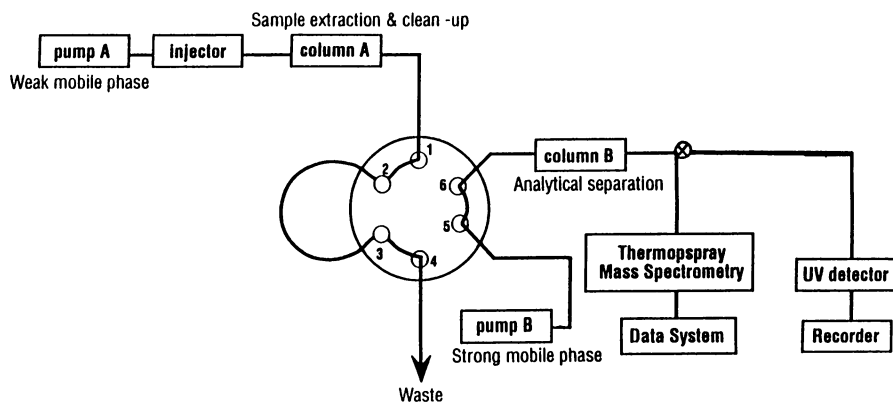 Sample extraction & clean -up
pump A
injector
column A
Weak mobile phase
1
2
3
4
5
6
column B
Analytical separation
Thermopspray
Mass Spectrometry
UV detector
pump B
Data System
Recorder
Strong mobile phase
Waste